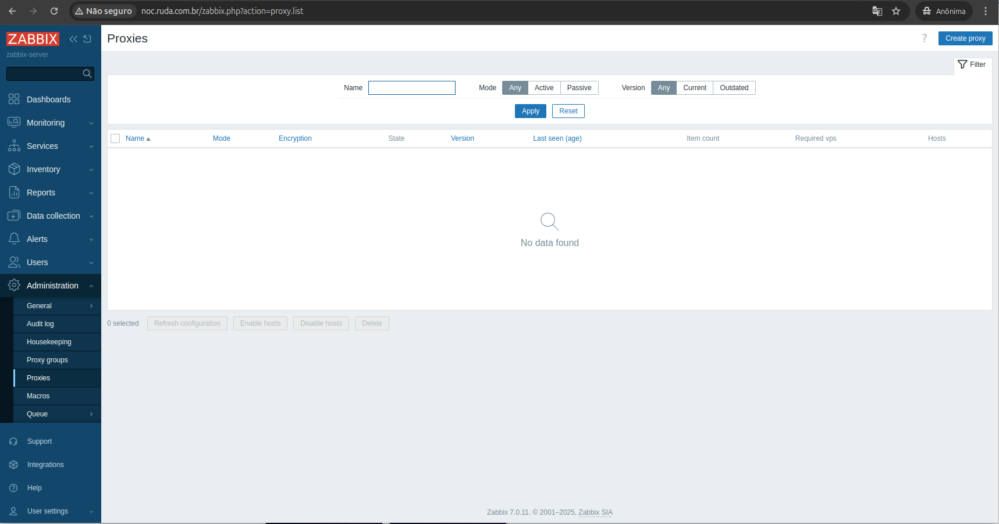 Não seguro noc.ruda.com.br/zabbix.php?action=proxy.list Anônima
ZABBIX
zabbix-server
Dashboards
Monitoring
Services
Inventory
Reports
Data collection
Alerts
Users
Administration
General
Audit log
Housekeeping
Proxy groups
Proxies
Macros
Queue
Support
Integrations
Help
User settings
Proxies ? Create proxy
Filter
Name Mode Any Active Passive Version Any Current Outdated
Apply Reset
Name Mode Encryption State Version Last seen (age) Item count Required vps Hosts
No data found
0 selected Refresh configuration Enable hosts Disable hosts Delete
Zabbix 7.0.11. © 2001–2025, Zabbix SIA